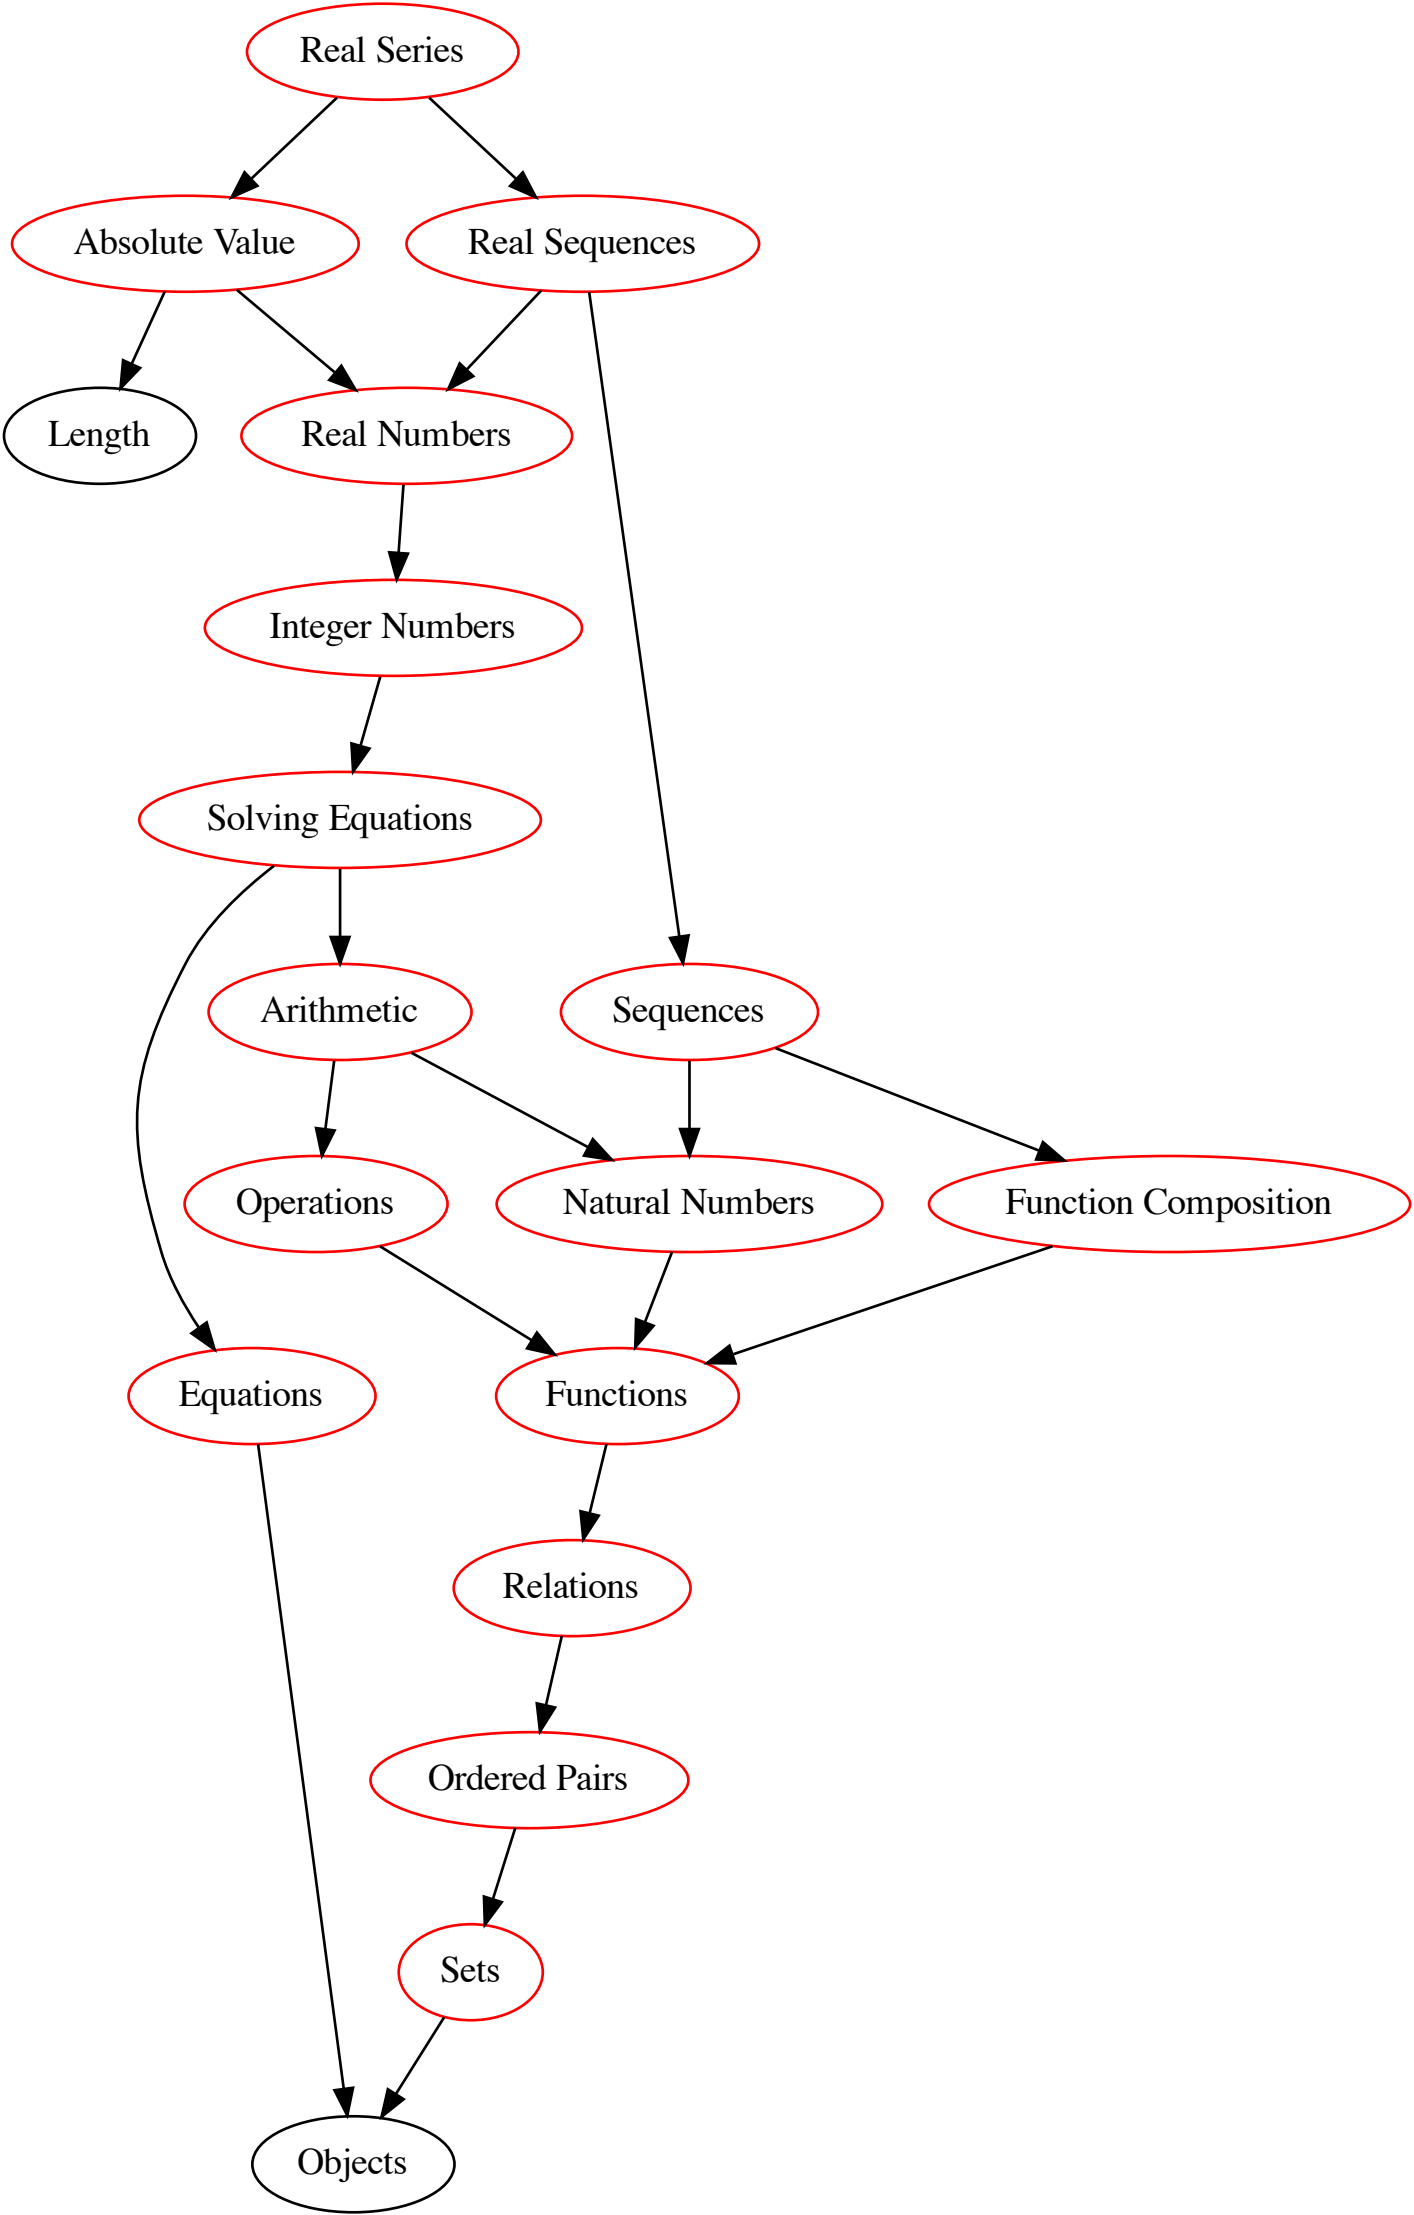 Real Series
Absolute Value
Real Sequences
Length
Real Numbers
Integer Numbers
Solving Equations
Arithmetic
Sequences
Operations
Natural Numbers
Function Composition
Equations
Functions
Relations
Ordered Pairs
Sets
Objects